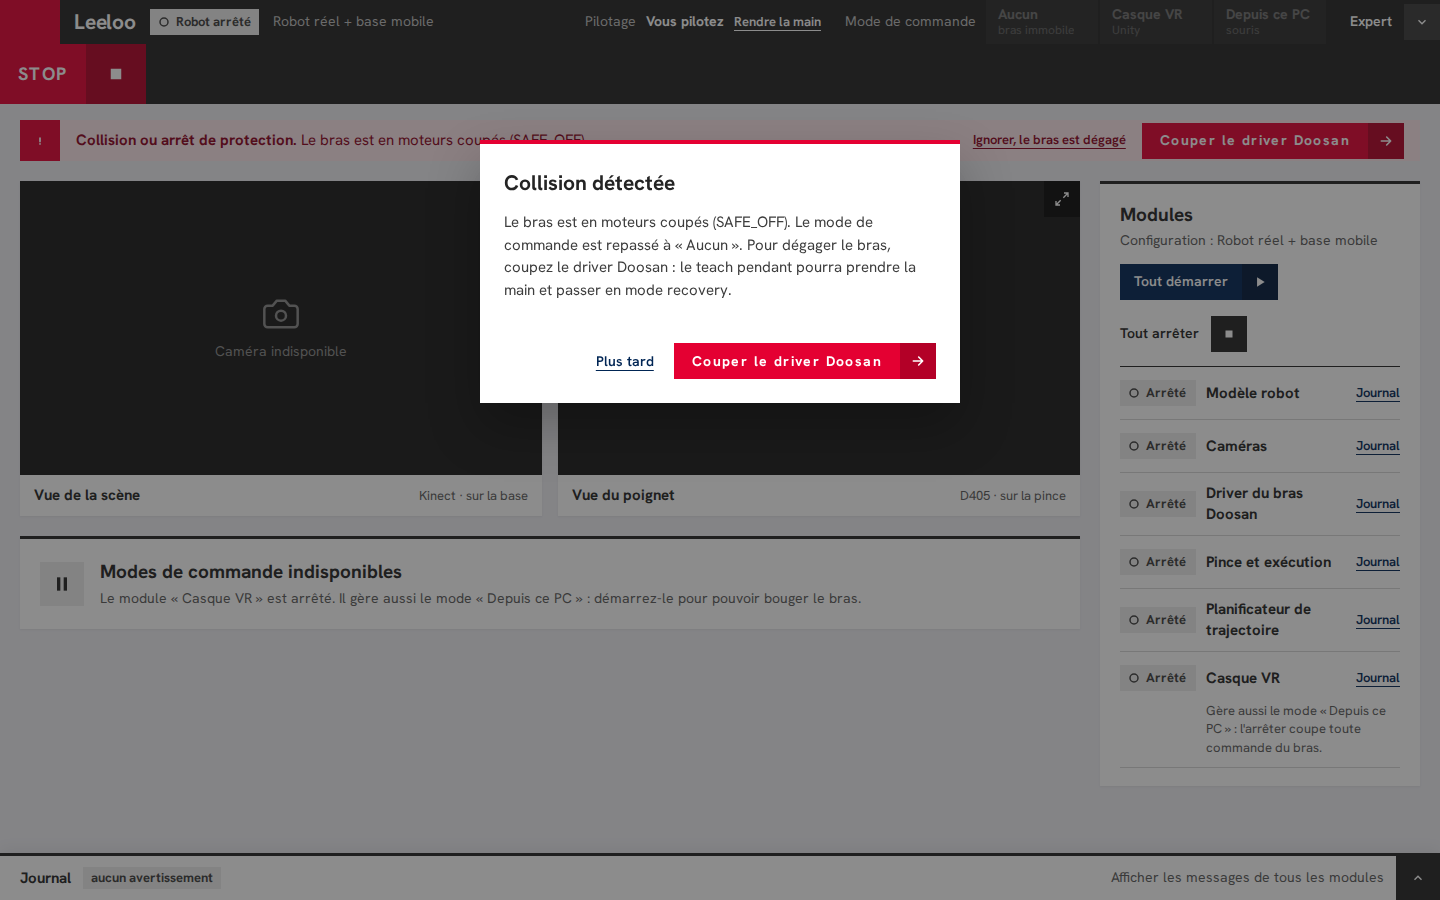 Leeloo
Robot arrêté
Robot réel + base mobile
Pilotage Vous pilotez Rendre la main
Mode de commande
Aucun
bras immobile
Casque VR
Unity
Depuis ce PC
souris
Expert
STOP
Collision ou arrêt de protection. Le bras est en moteurs coupés (SAFE_OFF).
Ignorer, le bras est dégagé
Couper le driver Doosan
Collision détectée
Le bras est en moteurs coupés (SAFE_OFF). Le mode de
commande est repassé à « Aucun ». Pour dégager le bras,
coupez le driver Doosan : le teach pendant pourra prendre la
main et passer en mode recovery.
Plus tard
Couper le driver Doosan
Caméra indisponible
Vue de la scène
Kinect · sur la base
Vue du poignet
D405 · sur la pince
Modes de commande indisponibles
Le module « Casque VR » est arrêté. Il gère aussi le mode « Depuis ce PC » : démarrez-le pour pouvoir bouger le bras.
Modules
Configuration : Robot réel + base mobile
Tout démarrer
Tout arrêter
Arrêté Modèle robot Journal
Arrêté Caméras Journal
Arrêté Driver du bras
Doosan Journal
Arrêté Pince et exécution Journal
Arrêté Planificateur de
trajectoire Journal
Arrêté Casque VR Journal
Gère aussi le mode « Depuis ce
PC » : l'arrêter coupe toute
commande du bras.
Journal aucun avertissement
Afficher les messages de tous les modules